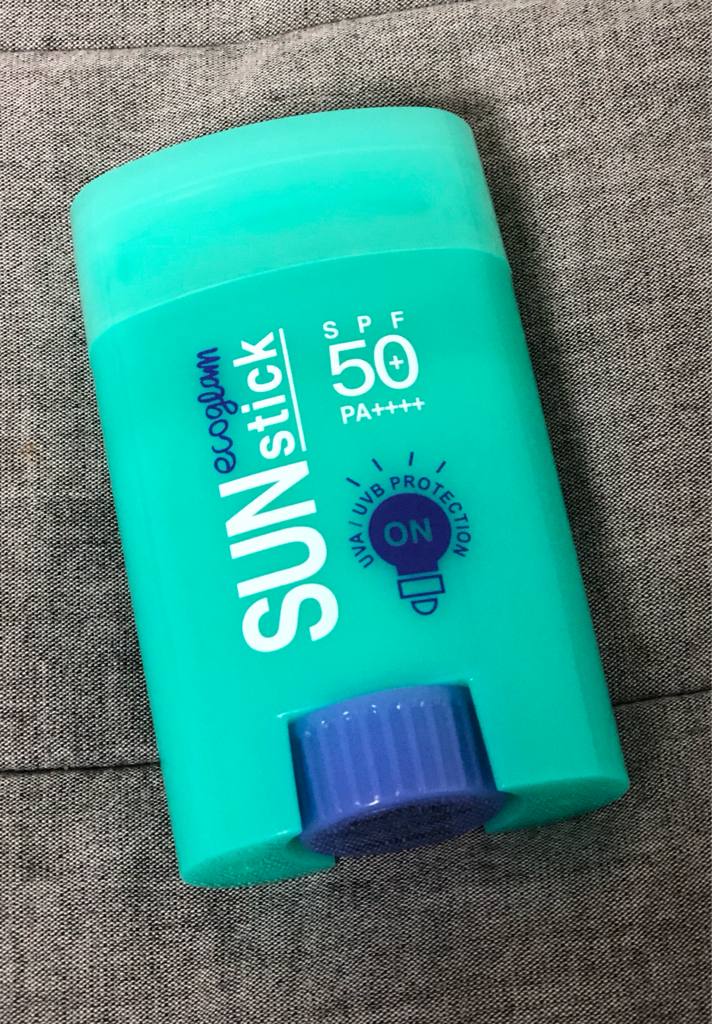 ecoglam
SUN stick
SPF
50+
PA++++
UVA / UVB PROTECTION
ON